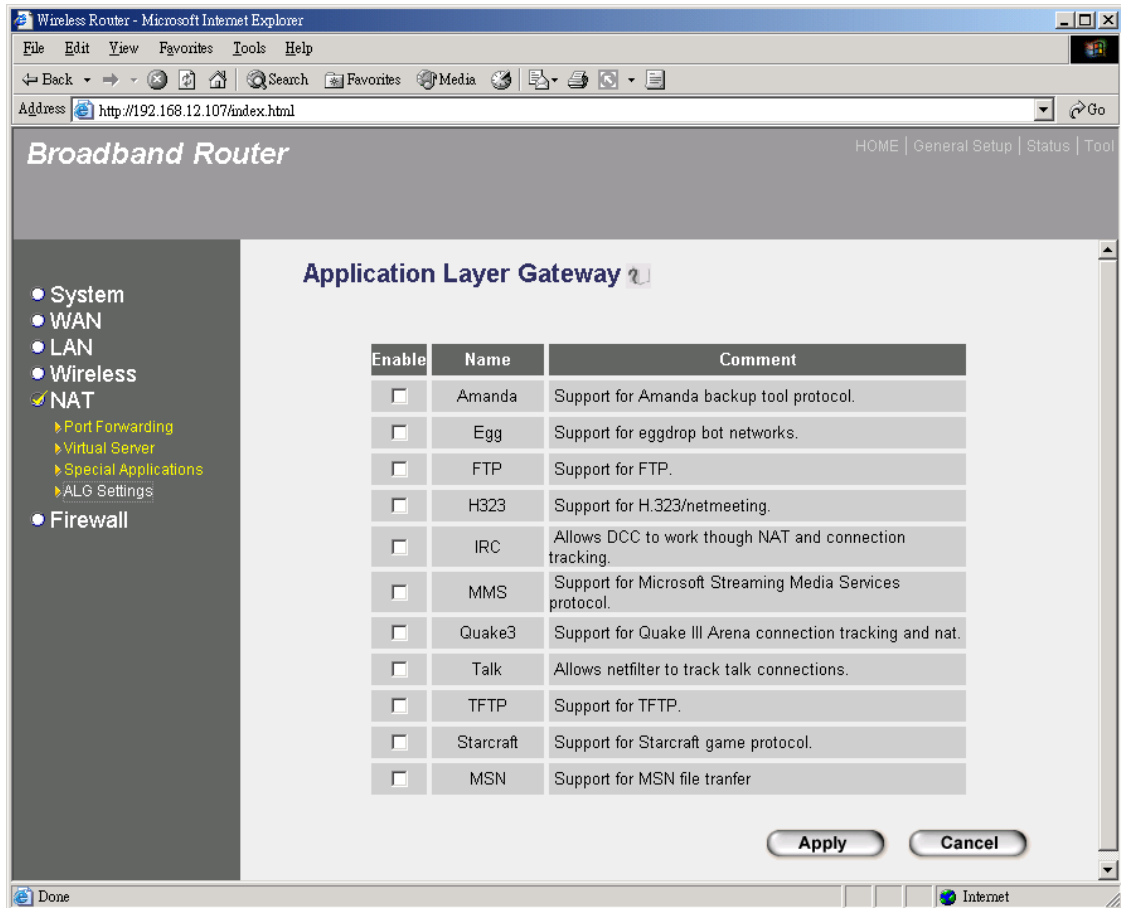 Wireless Router - Microsoft Internet Explorer
File Edit View Favorites Tools Help
Back Search Favorites Media
Address http://192.168.12.107/index.html Go
Broadband Router
HOME | General Setup | Status | Tool
System
WAN
LAN
Wireless
NAT
Port Forwarding
Virtual Server
Special Applications
ALG Settings
Firewall
Application Layer Gateway
Enable Name Comment
Amanda Support for Amanda backup tool protocol.
Egg Support for eggdrop bot networks.
FTP Support for FTP.
H323 Support for H.323/netmeeting.
IRC Allows DCC to work though NAT and connection
tracking.
MMS Support for Microsoft Streaming Media Services
protocol.
Quake3 Support for Quake III Arena connection tracking and nat.
Talk Allows netfilter to track talk connections.
TFTP Support for TFTP.
Starcraft Support for Starcraft game protocol.
MSN Support for MSN file tranfer
Apply Cancel
Done Internet